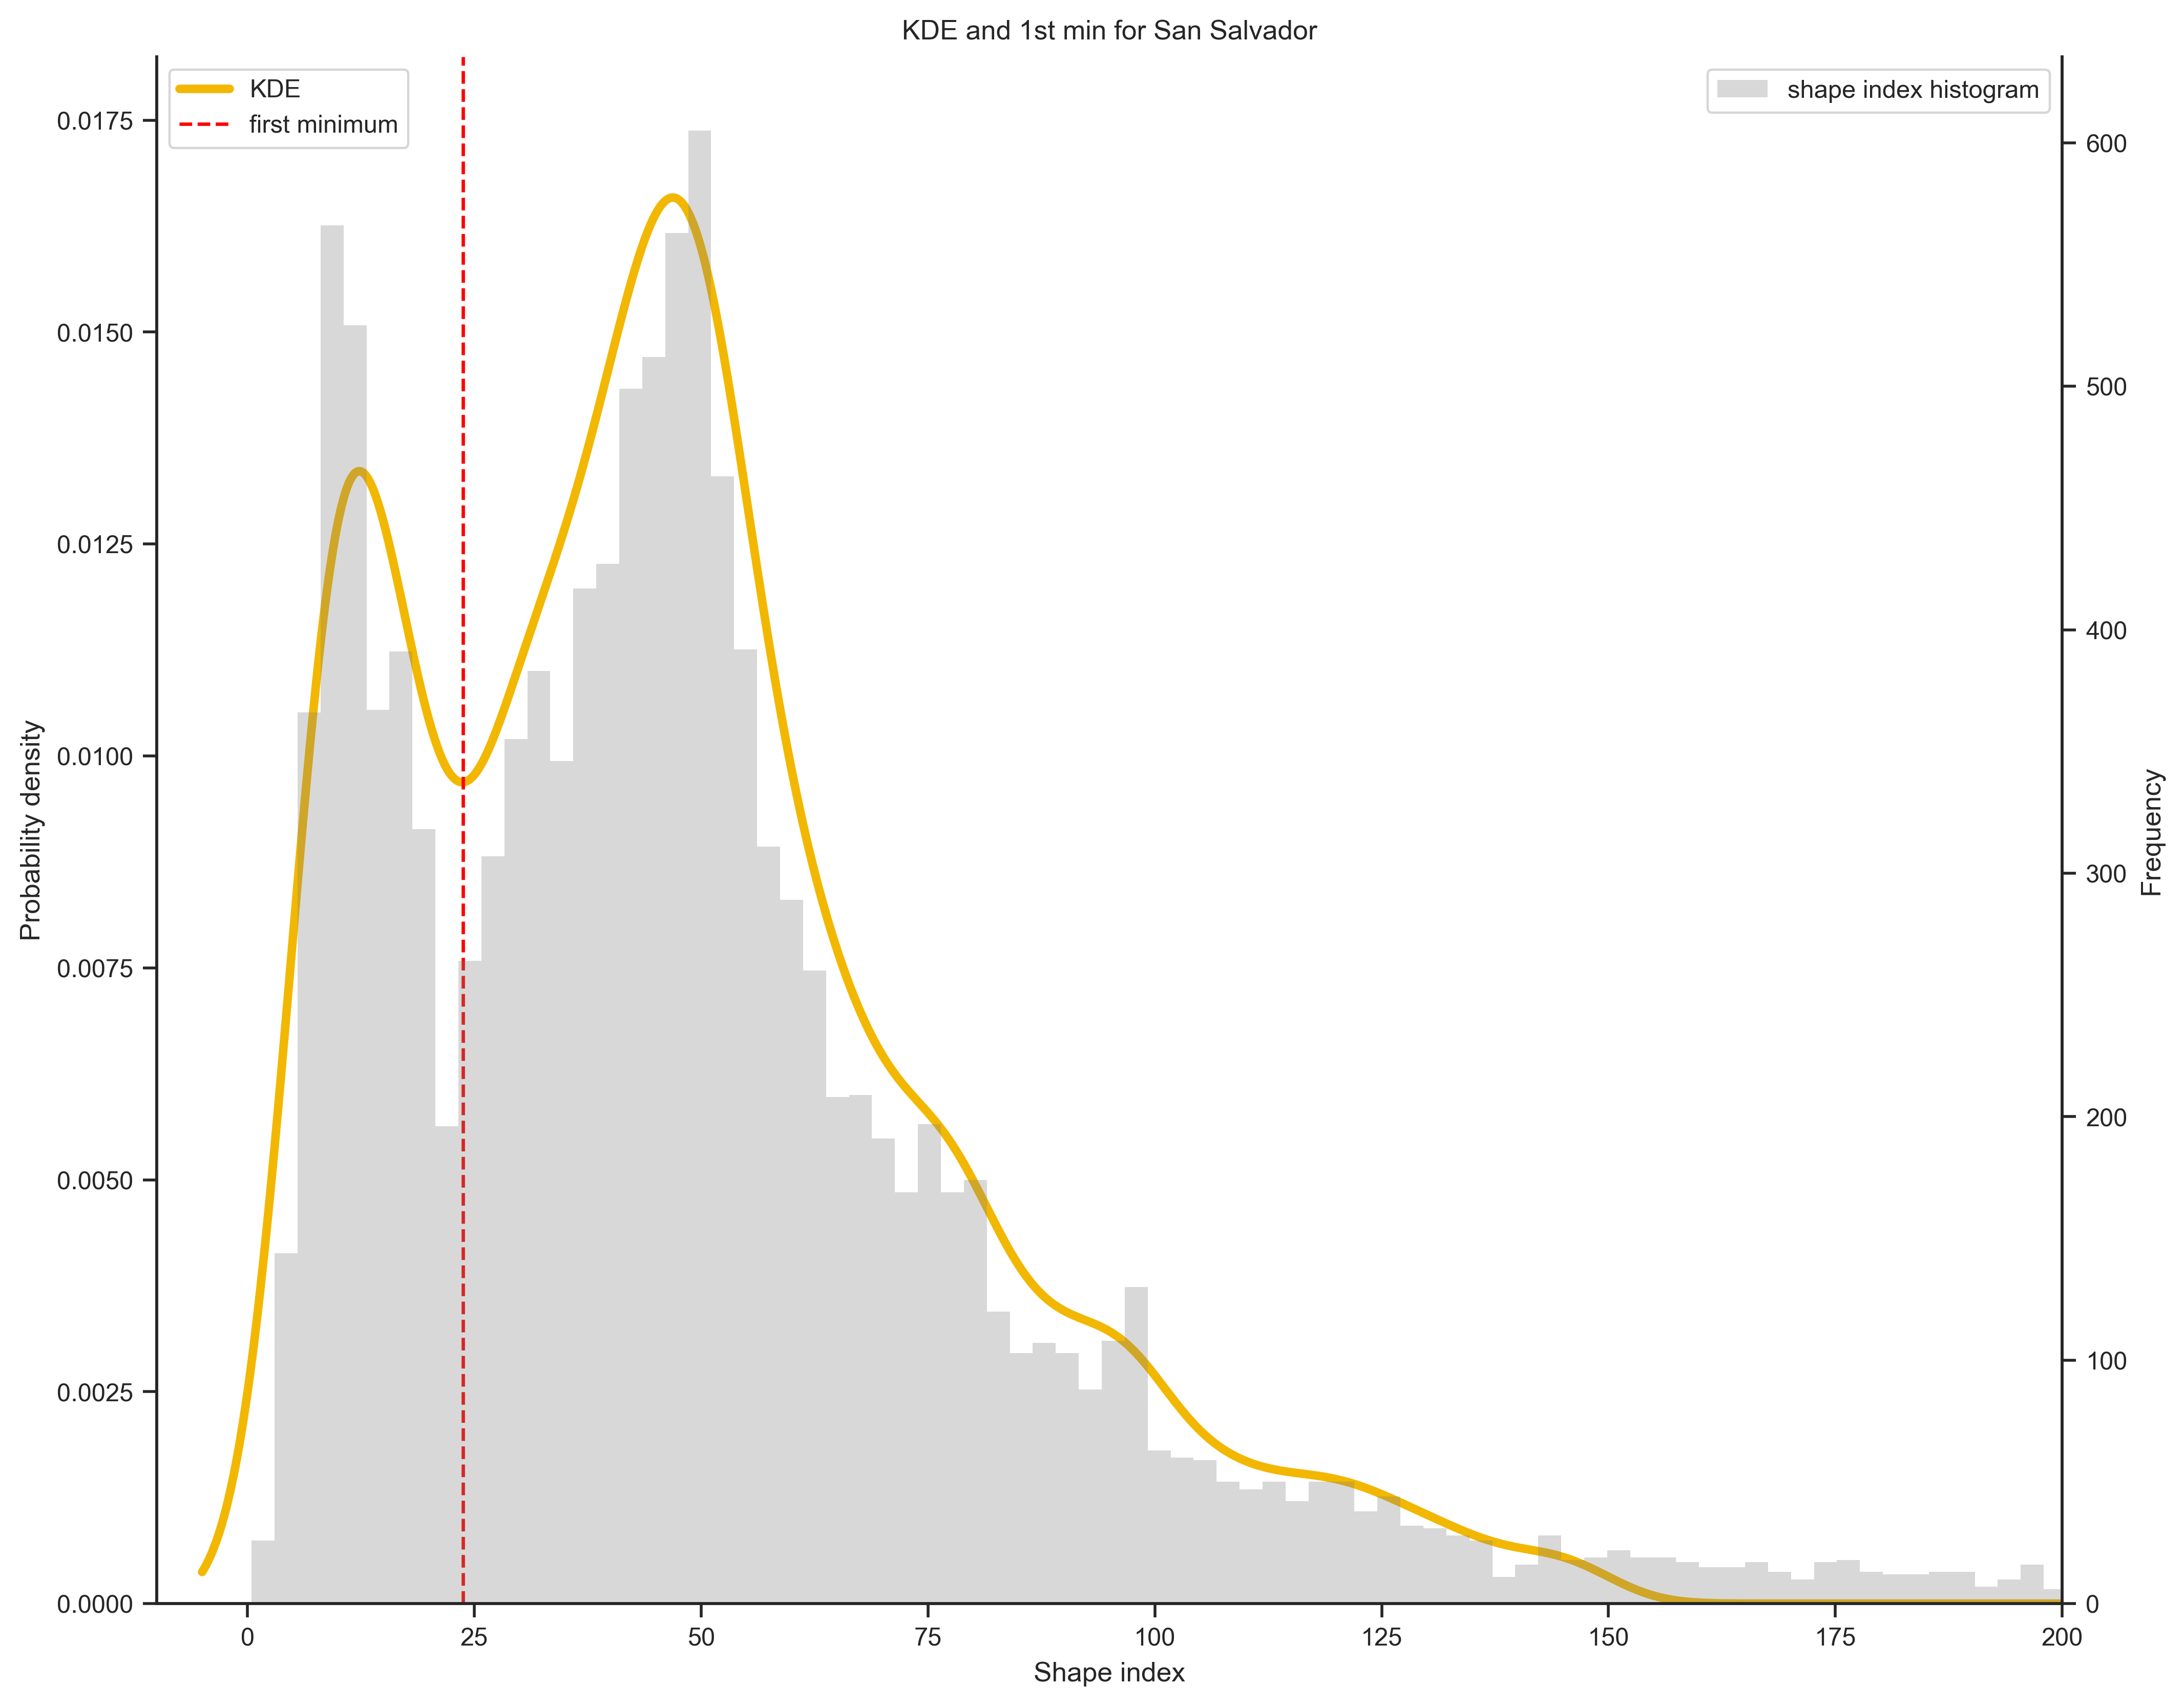 KDE and 1st min for San Salvador
KDE
first minimum
shape index histogram
0.0175
0.0150
0.0125
0.0100
0.0075
0.0050
0.0025
0.0000
Probability density
600
500
400
300
200
100
0
Frequency
0 25 50 75 100 125 150 175 200
Shape index